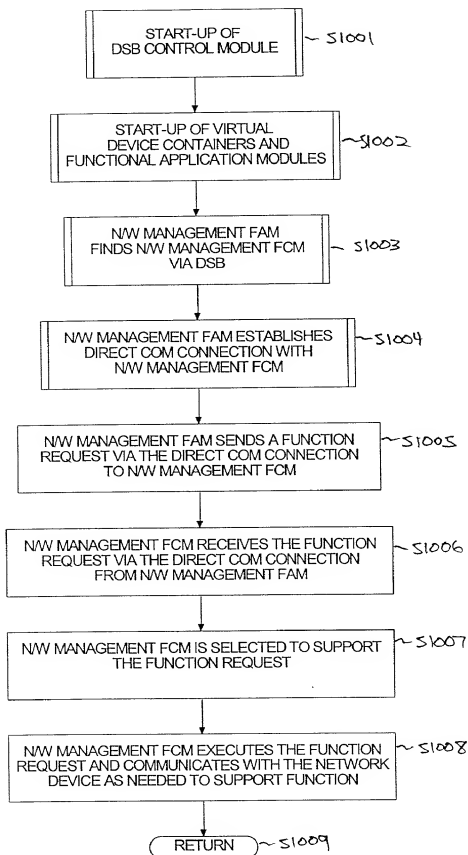 START-UP OF
DSB CONTROL MODULE
S1001
START-UP OF VIRTUAL
DEVICE CONTAINERS AND
FUNCTIONAL APPLICATION MODULES
S1002
N/W MANAGEMENT FAM
FINDS N/W MANAGEMENT FCM
VIA DSB
S1003
N/W MANAGEMENT FAM ESTABLISHES
DIRECT COM CONNECTION WITH
N/W MANAGEMENT FCM
S1004
N/W MANAGEMENT FAM SENDS A FUNCTION
REQUEST VIA THE DIRECT COM CONNECTION
TO N/W MANAGEMENT FCM
S1005
N/W MANAGEMENT FCM RECEIVES THE FUNCTION
REQUEST VIA THE DIRECT COM CONNECTION
FROM N/W MANAGEMENT FAM
S1006
N/W MANAGEMENT FCM IS SELECTED TO SUPPORT
THE FUNCTION REQUEST
S1007
N/W MANAGEMENT FCM EXECUTES THE FUNCTION
REQUEST AND COMMUNICATES WITH THE NETWORK
DEVICE AS NEEDED TO SUPPORT FUNCTION
S1008
RETURN
S1009